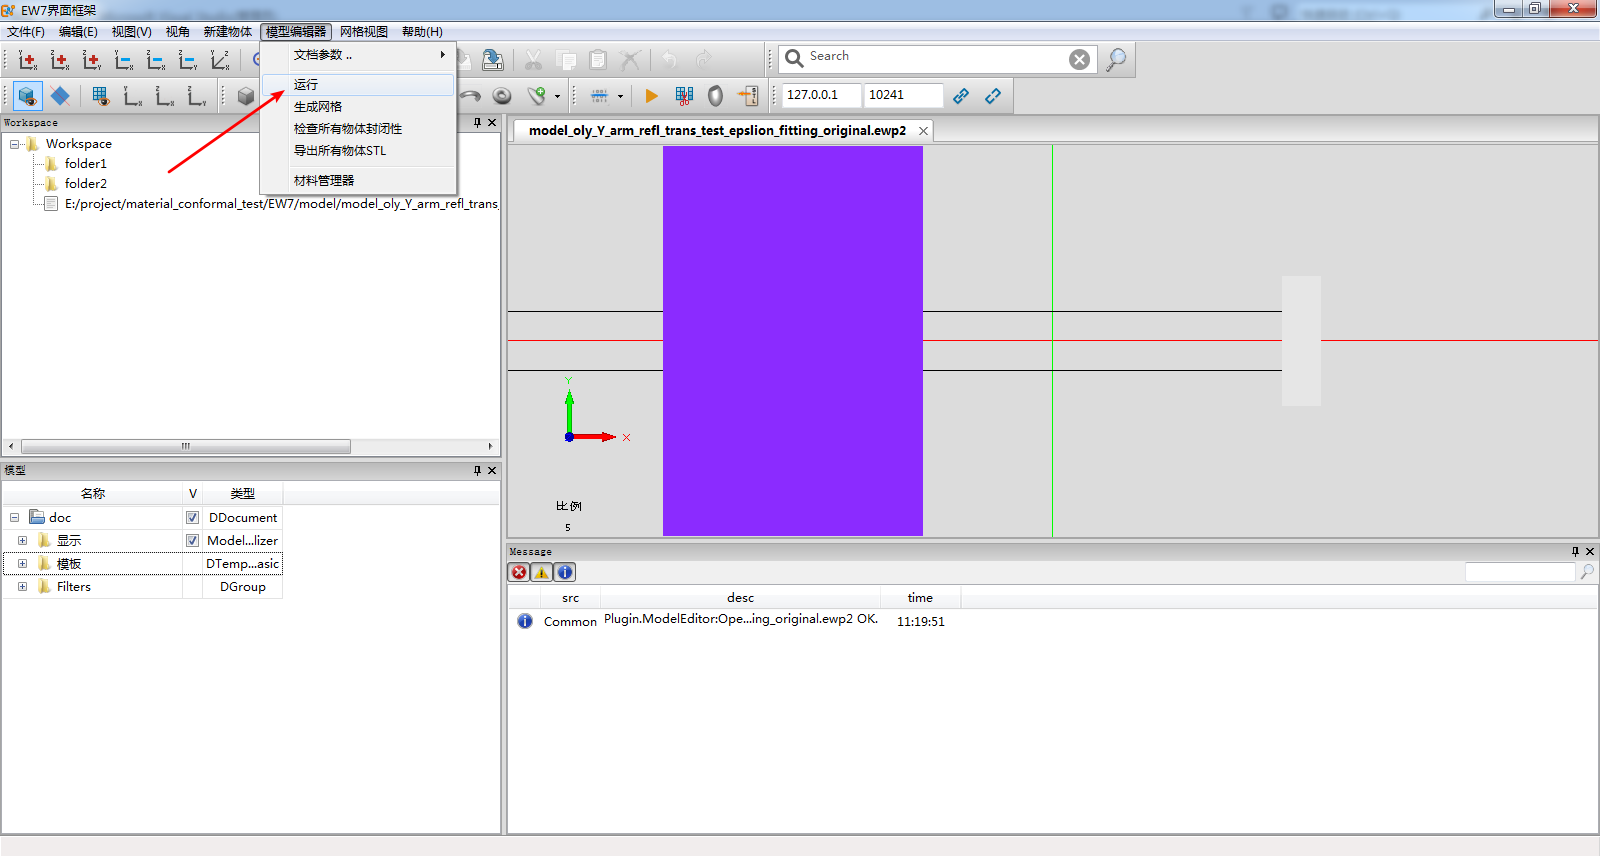 EW7界面框架
文件(F) 编辑(E) 视图(V) 视角 新建物体 模型编辑器 网格视图 帮助(H)
文档参数 ..
运行
生成网格
检查所有物体封闭性
导出所有物体STL
材料管理器
Search
127.0.0.1 10241
Workspace
Workspace
folder1
folder2
E:/project/material_conformal_test/EW7/model/model_oly_Y_arm_refl_trans_
model_oly_Y_arm_refl_trans_test_epslion_fitting_original.ewp2
Y
X
比例
5
模型
名称 V 类型
doc DDocument
显示 Model...lizer
模板 DTemp...asic
Filters DGroup
Message
src desc time
Common Plugin.ModelEditor:Ope...ing_original.ewp2 OK. 11:19:51